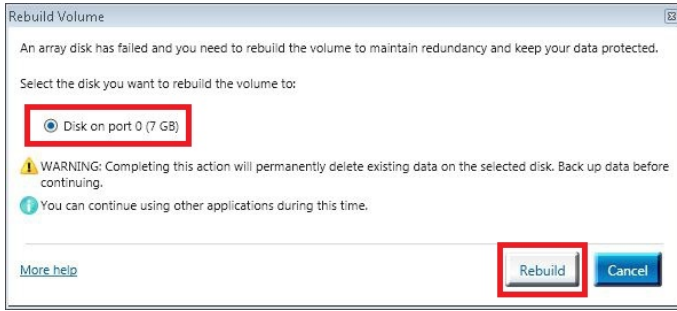 Rebuild Volume
An array disk has failed and you need to rebuild the volume to maintain redundancy and keep your data protected.
Select the disk you want to rebuild the volume to:
Disk on port 0 (7 GB)
WARNING: Completing this action will permanently delete existing data on the selected disk. Back up data before
continuing.
You can continue using other applications during this time.
More help
Rebuild
Cancel